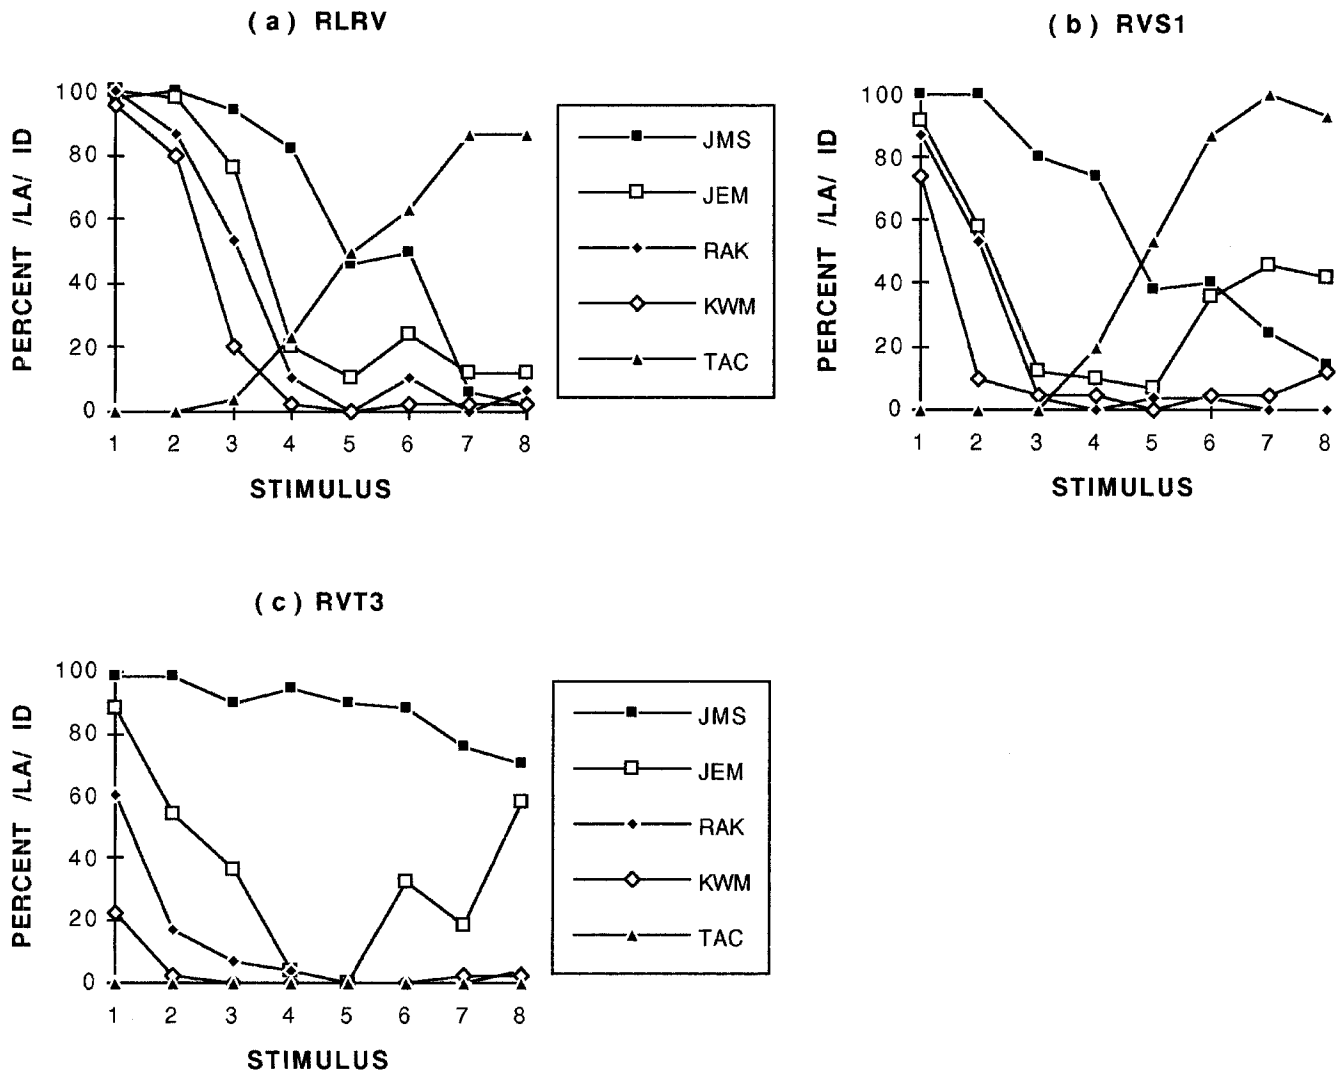 (a) RLRV
PERCENT /LA/ ID
100
80
60
40
20
0
1 2 3 4 5 6 7 8
STIMULUS
JMS
JEM
RAK
KWM
TAC
(b) RVS1
PERCENT /LA/ ID
100
80
60
40
20
0
1 2 3 4 5 6 7 8
STIMULUS
(c) RVT3
PERCENT /LA/ ID
100
80
60
40
20
0
1 2 3 4 5 6 7 8
STIMULUS
JMS
JEM
RAK
KWM
TAC